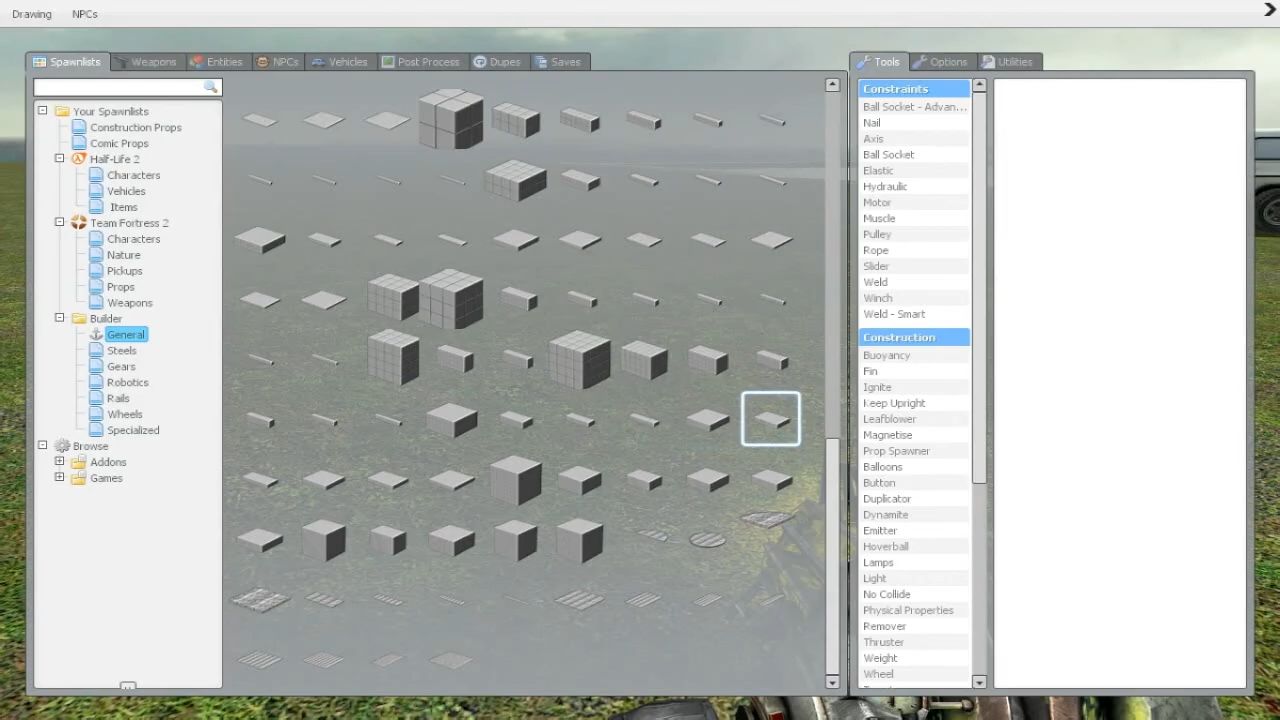 Drawing NPCs
Spawnlists Weapons Entities NPCs Vehicles Post Process Dupes Saves
Your Spawnlists
Construction Props
Comic Props
Half-Life 2
Characters
Vehicles
Items
Team Fortress 2
Characters
Nature
Pickups
Props
Weapons
Builder
General
Steels
Gears
Robotics
Rails
Wheels
Specialized
Browse
Addons
Games
Tools Options Utilities
Constraints
Ball Socket - Advan...
Nail
Axis
Ball Socket
Elastic
Hydraulic
Motor
Muscle
Pulley
Rope
Slider
Weld
Winch
Weld - Smart
Construction
Buoyancy
Fin
Ignite
Keep Upright
Leafblower
Magnetise
Prop Spawner
Balloons
Button
Duplicator
Dynamite
Emitter
Hoverball
Lamps
Light
No Collide
Physical Properties
Remover
Thruster
Weight
Wheel